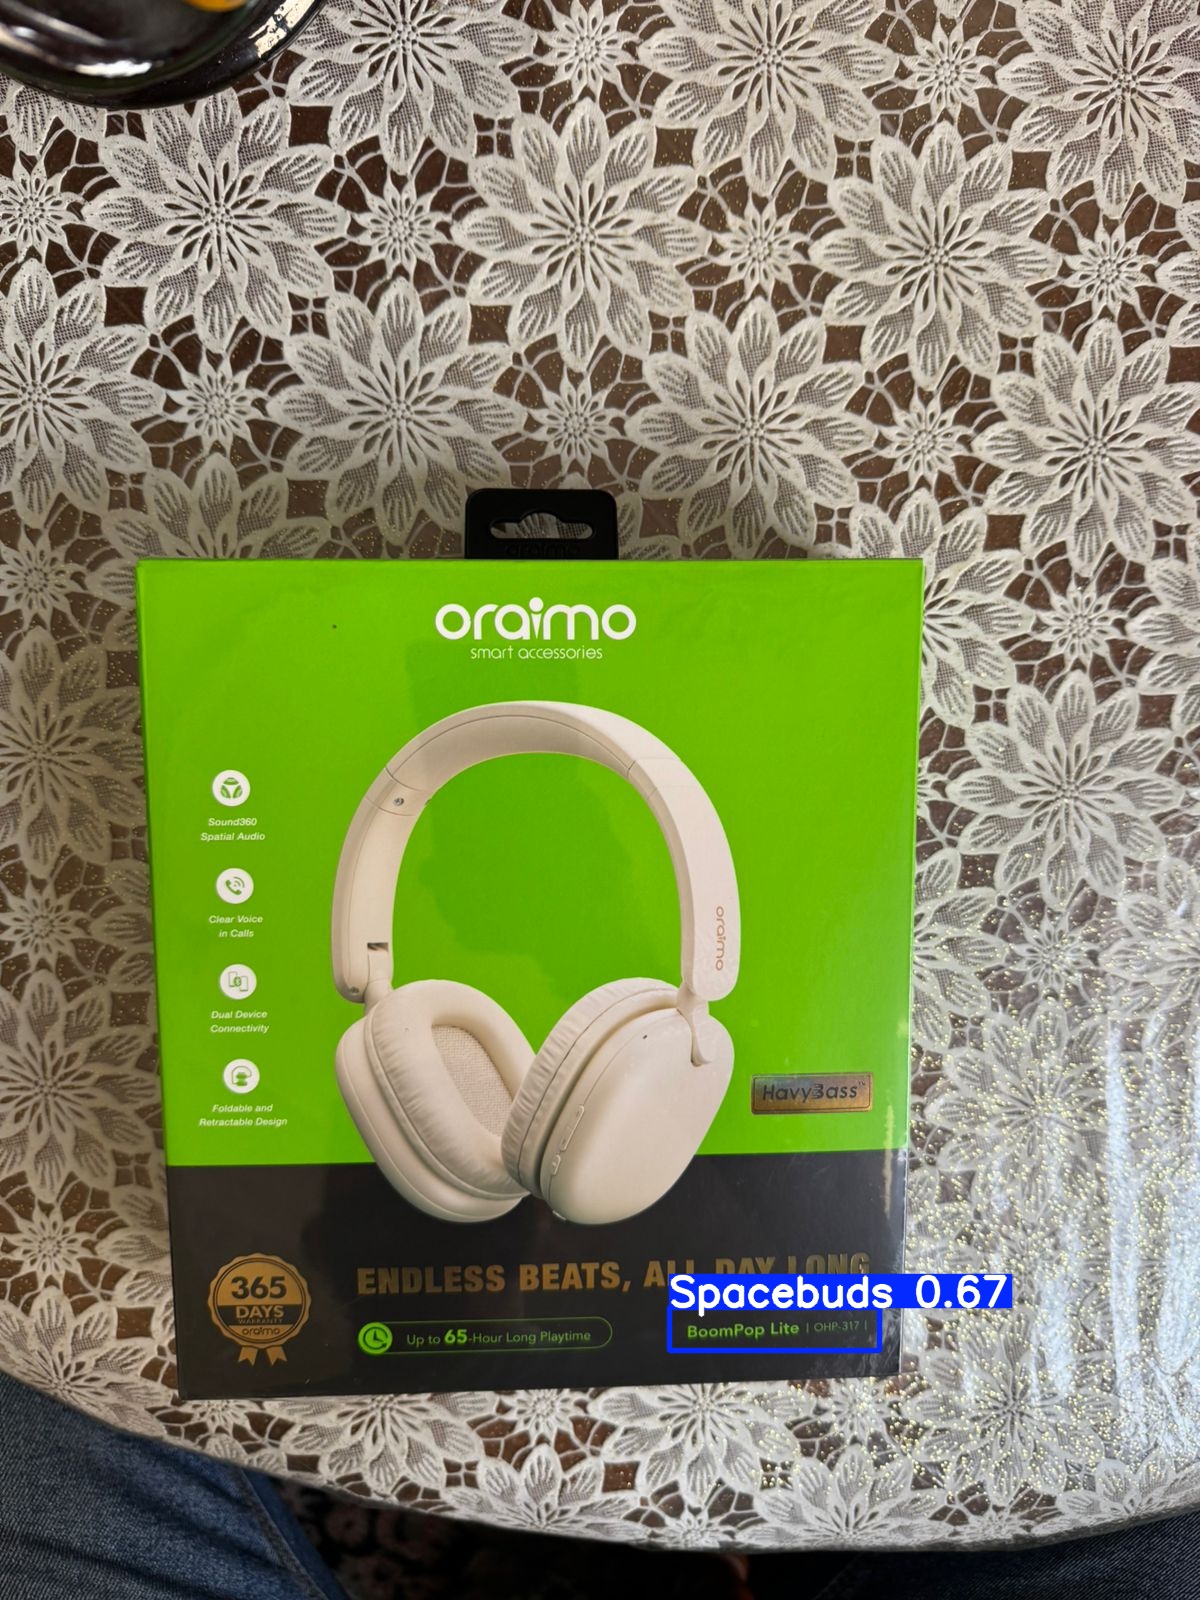 oraimo
oraimo
smart accessories
Sound360
Spatial Audio
oraimo
Clear Voice
in Calls
Dual Device
Connectivity
HavyBass™
Foldable and
Retractable Design
365
DAYS
WARRANTY
oraimo
ENDLESS BEATS, ALL DAY LONG
Spacebuds 0.67
Up to 65-Hour Long Playtime
BoomPop Lite | OHP-317 |